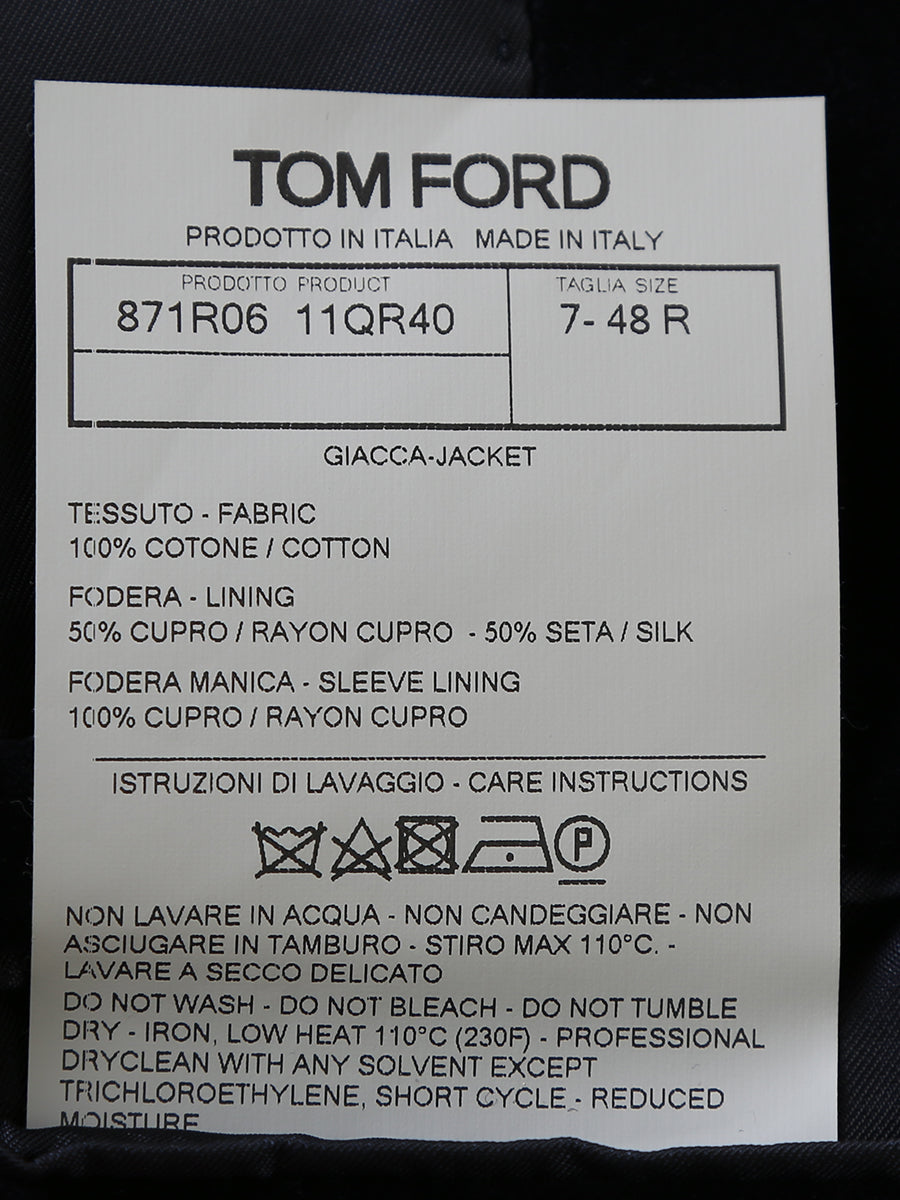 TOM FORD
PRODOTTO IN ITALIA MADE IN ITALY
PRODOTTO PRODUCT
871R06 11QR40
TAGLIA SIZE
7- 48 R
GIACCA-JACKET
TESSUTO - FABRIC
100% COTONE / COTTON
FODERA - LINING
50% CUPRO / RAYON CUPRO - 50% SETA / SILK
FODERA MANICA - SLEEVE LINING
100% CUPRO / RAYON CUPRO
ISTRUZIONI DI LAVAGGIO - CARE INSTRUCTIONS
P
NON LAVARE IN ACQUA - NON CANDEGGIARE - NON
ASCIUGARE IN TAMBURO - STIRO MAX 110°C. -
LAVARE A SECCO DELICATO
DO NOT WASH - DO NOT BLEACH - DO NOT TUMBLE
DRY - IRON, LOW HEAT 110°C (230F) - PROFESSIONAL
DRYCLEAN WITH ANY SOLVENT EXCEPT
TRICHLOROETHYLENE, SHORT CYCLE - REDUCED
MOISTURE